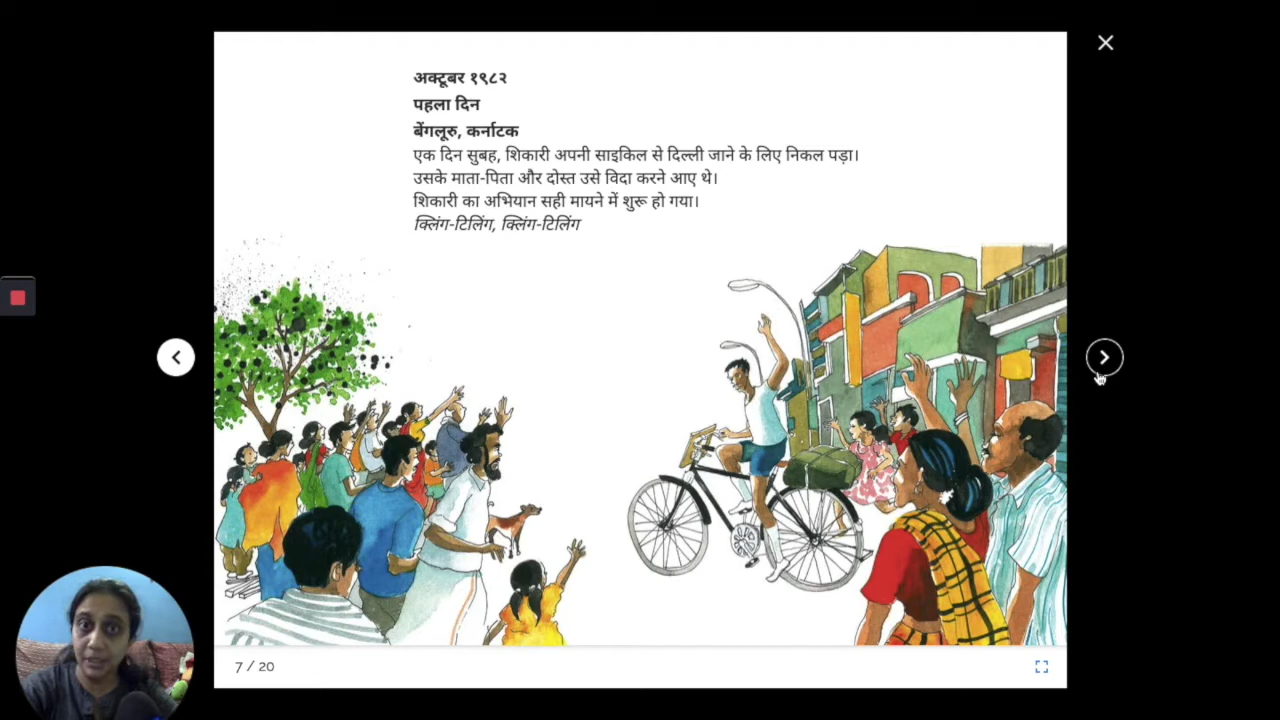 अक्टूबर १९८२
पहला दिन
बेंगलूरु, कर्नाटक
एक दिन सुबह, शिकारी अपनी साइकिल से दिल्ली जाने के लिए निकल पड़ा।
उसके माता-पिता और दोस्त उसे विदा करने आए थे।
शिकारी का अभियान सही मायने में शुरू हो गया।
क्लिंग-टिलिंग, क्लिंग-टिलिंग
7 / 20